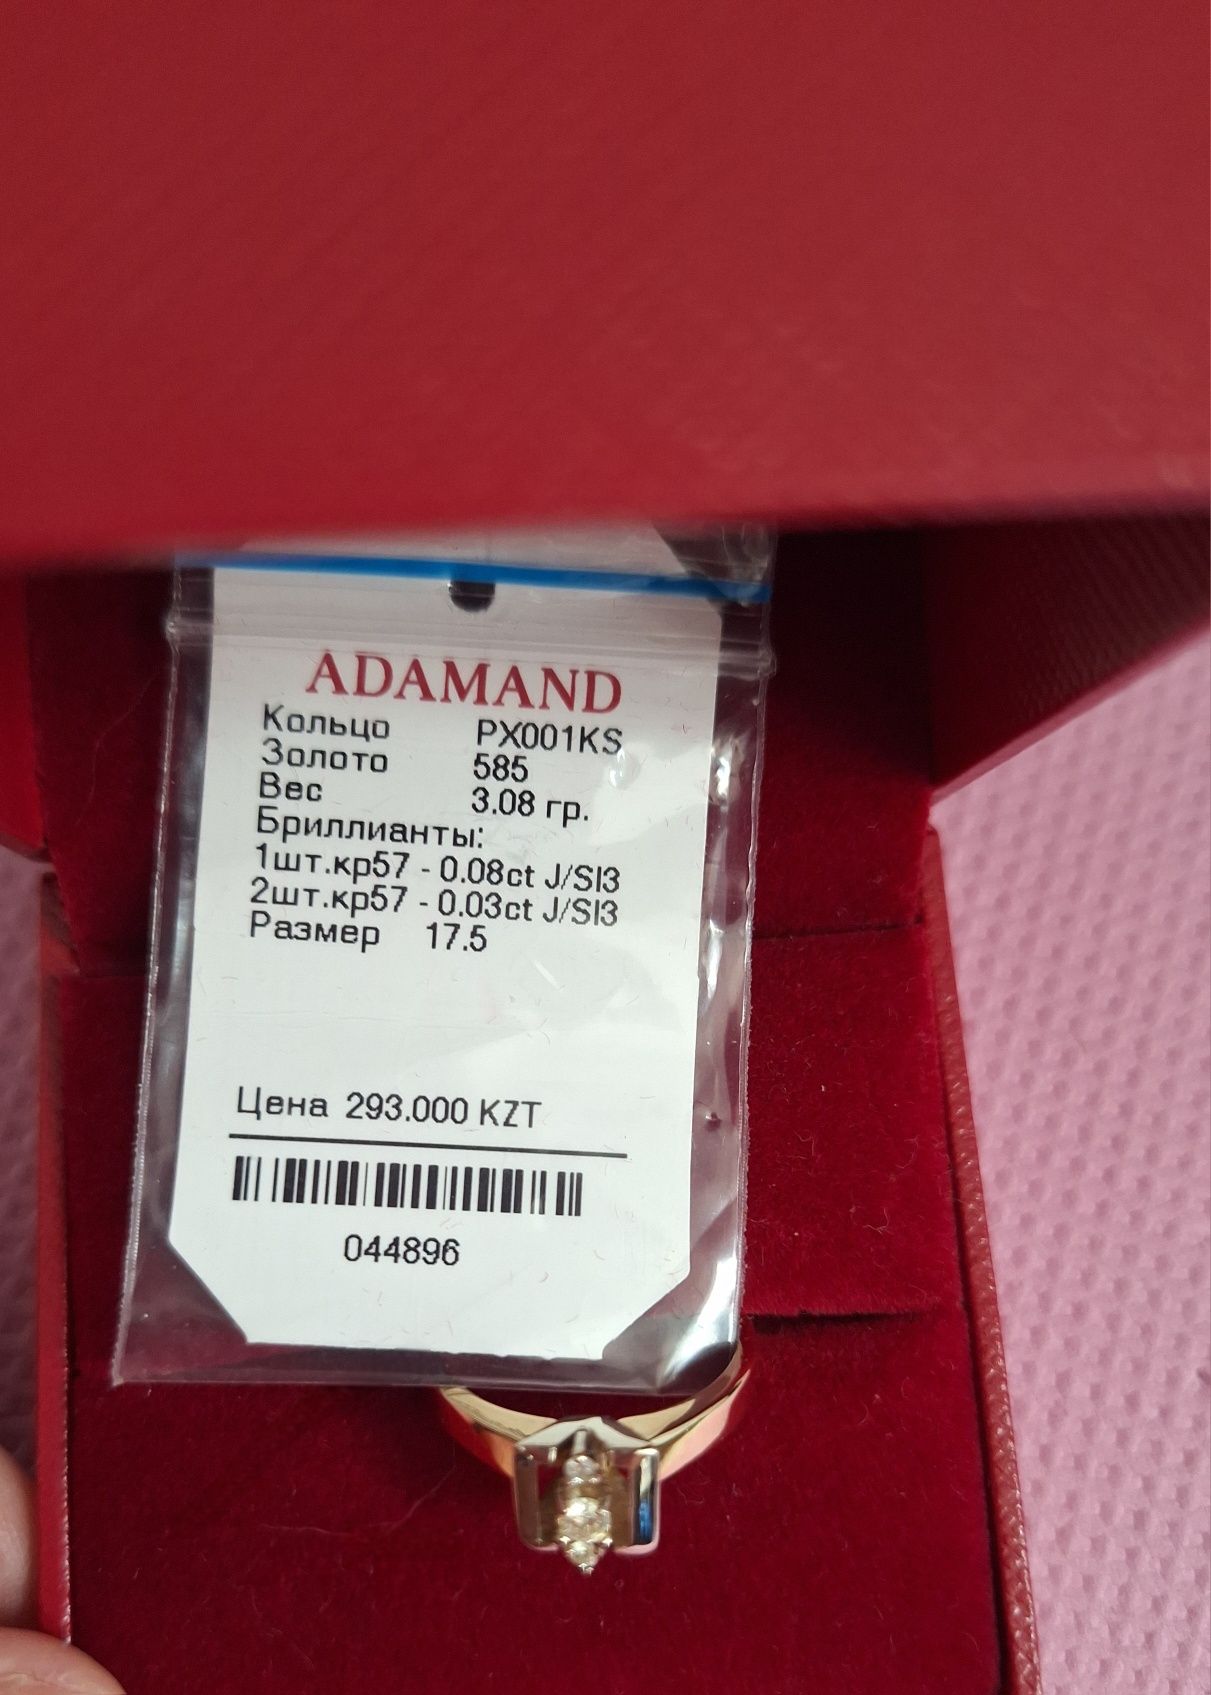 ADAMAND
Кольцо PX001KS
Золото 585
Вес 3.08 гр.
Бриллианты:
1шт.кр57 - 0.08ct J/SI3
2шт.кр57 - 0.03ct J/SI3
Размер 17.5
Цена 293.000 KZT
044896